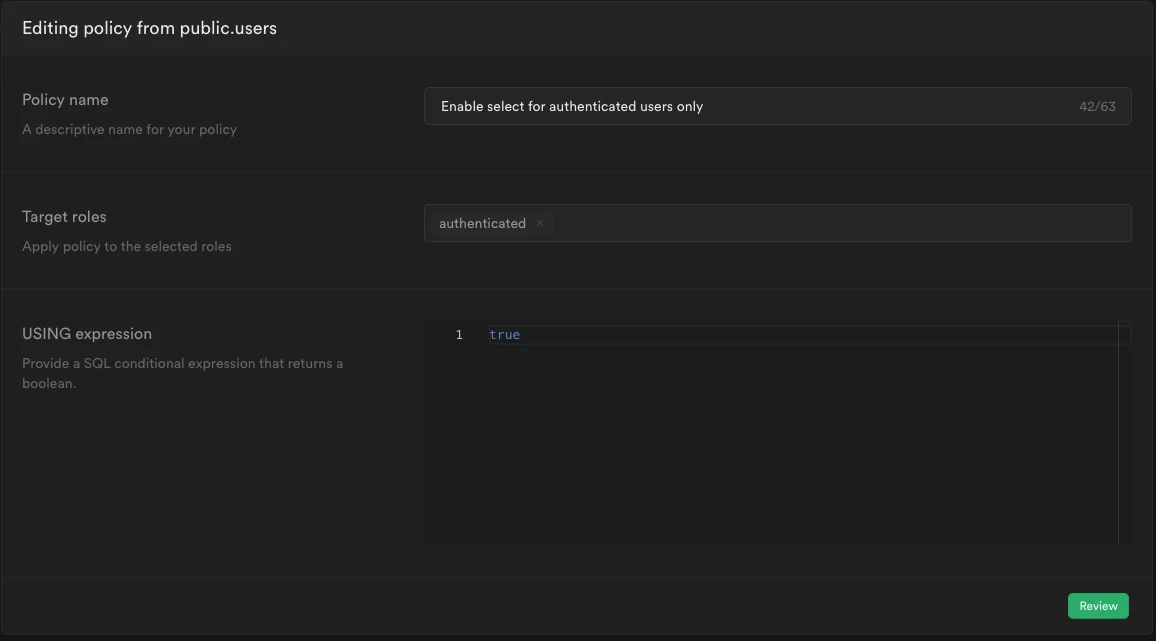 Editing policy from public.users
Policy name
A descriptive name for your policy
Enable select for authenticated users only
42/63
Target roles
Apply policy to the selected roles
authenticated ×
USING expression
Provide a SQL conditional expression that returns a
boolean.
1 true
Review